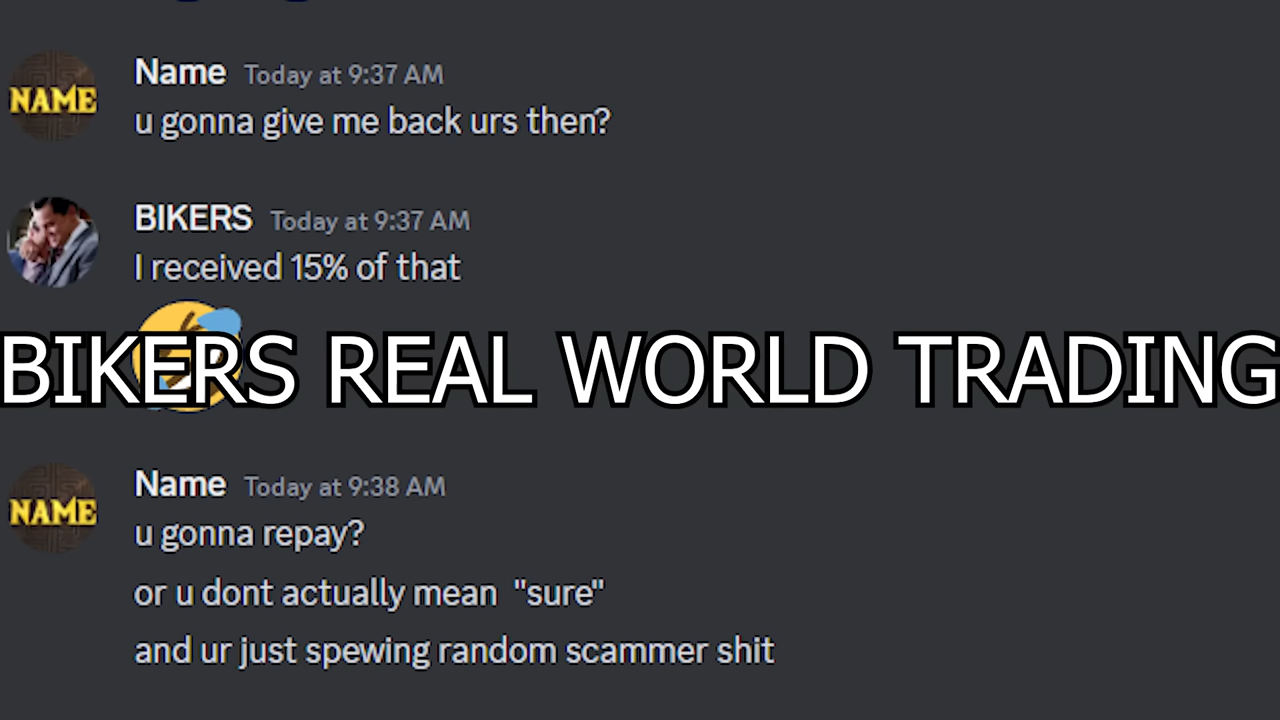 Name Today at 9:37 AM
NAME
u gonna give me back urs then?
BIKERS Today at 9:37 AM
I received 15% of that
BIKERS REAL WORLD TRADING
Name Today at 9:38 AM
NAME
u gonna repay?
or u dont actually mean "sure"
and ur just spewing random scammer shit